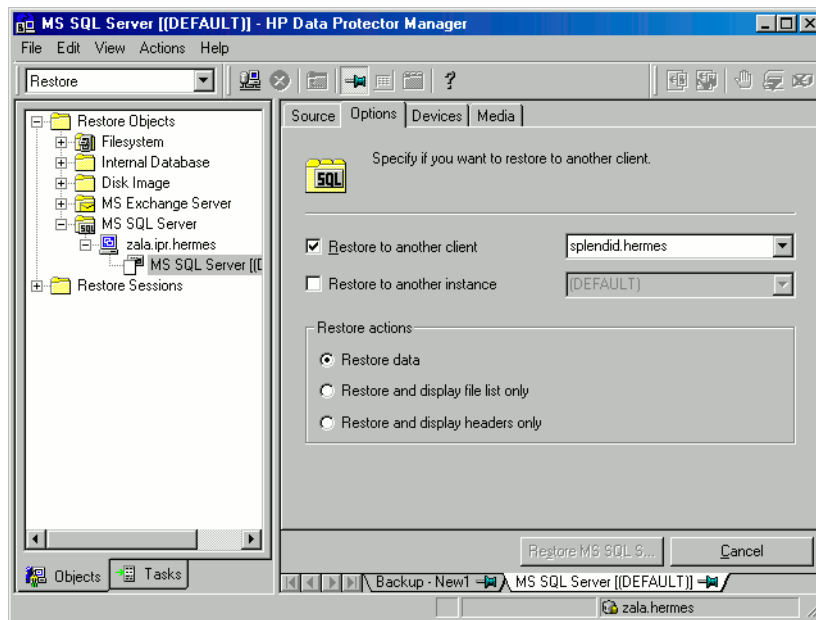 MS SQL Server [(DEFAULT)] - HP Data Protector Manager
File Edit View Actions Help
Restore
Restore Objects
Filesystem
Internal Database
Disk Image
MS Exchange Server
MS SQL Server
zala.ipr.hermes
MS SQL Server [(D
Restore Sessions
Objects Tasks
Source Options Devices Media
Specify if you want to restore to another client.
SQL
Restore to another client splendid.hermes
Restore to another instance (DEFAULT)
Restore actions
Restore data
Restore and display file list only
Restore and display headers only
Restore MS SQL S... Cancel
Backup - New1 MS SQL Server [(DEFAULT)]
zala.hermes